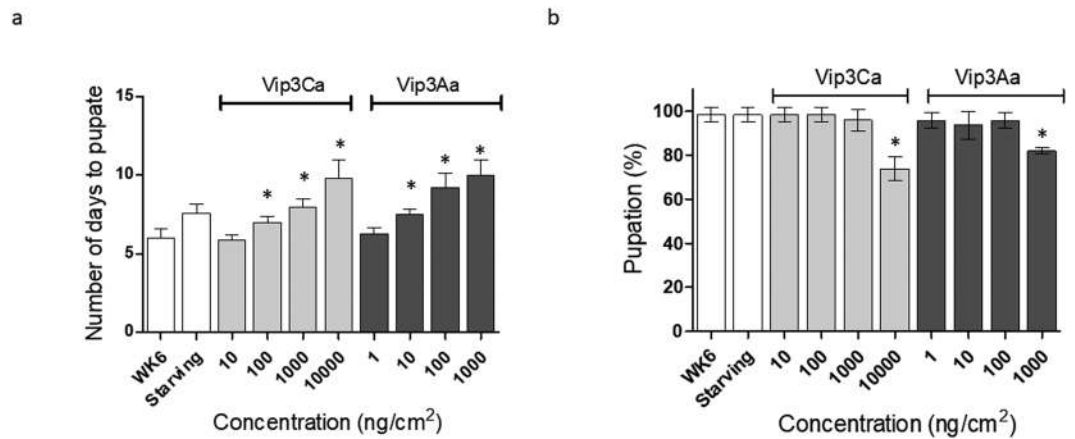 a
Vip3Ca
Vip3Aa
Number of days to pupate
15
10
5
0
*
*
*
*
*
*
WK6
Starving
10
100
1000
10000
1
10
100
1000
Concentration (ng/cm²)
b
Vip3Ca
Vip3Aa
Pupation (%)
100
80
60
40
20
0
*
*
WK6
Starving
10
100
1000
10000
1
10
100
1000
Concentration (ng/cm²)